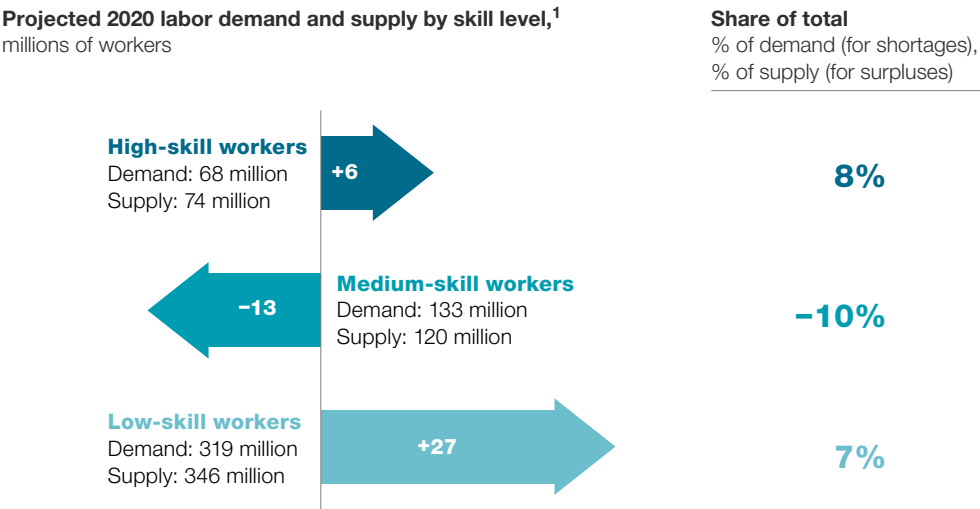 Projected 2020 labor demand and supply by skill level,1
millions of workers
Share of total
% of demand (for shortages),
% of supply (for surpluses)
High-skill workers
Demand: 68 million
Supply: 74 million
+6
8%
−13
Medium-skill workers
Demand: 133 million
Supply: 120 million
−10%
Low-skill workers
Demand: 319 million
Supply: 346 million
+27
7%